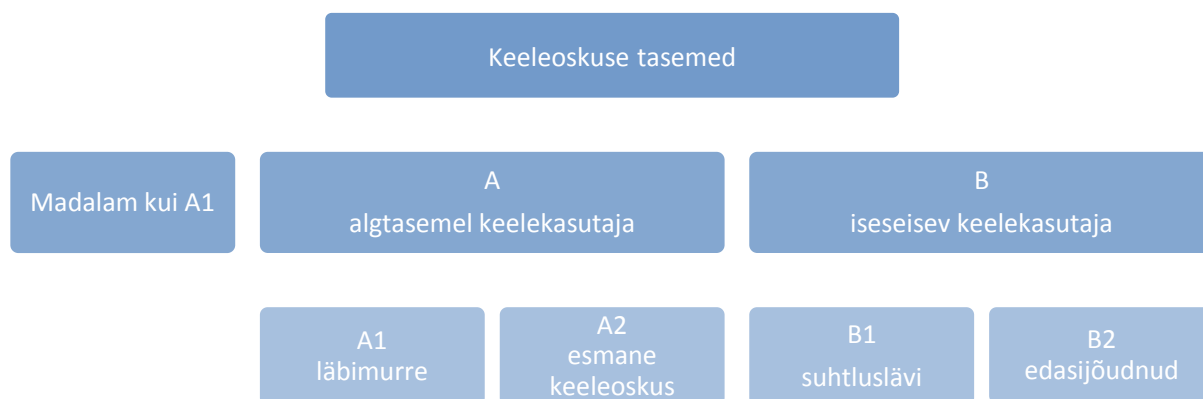 Keeleoskuse tasemed
Madalam kui A1
A
algtasemel keelekasutaja
B
iseseisev keelekasutaja
A1
läbimurre
A2
esmane
keeleoskus
B1
suhtluslävi
B2
edasijõudnud